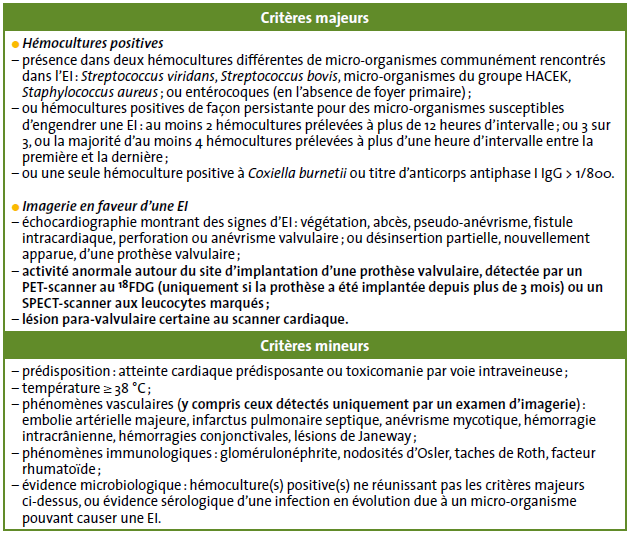 Critères majeurs
● Hémocultures positives
– présence dans deux hémocultures différentes de micro-organismes communément rencontrés
dans l'EI : Streptococcus viridans, Streptococcus bovis, micro-organismes du groupe HACEK,
Staphylococcus aureus ; ou entérocoques (en l'absence de foyer primaire) ;
– ou hémocultures positives de façon persistante pour des micro-organismes susceptibles
d'engendrer une EI : au moins 2 hémocultures prélevées à plus de 12 heures d'intervalle ; ou 3 sur
3, ou la majorité d'au moins 4 hémocultures prélevées à plus d'une heure d'intervalle entre la
première et la dernière ;
– ou une seule hémoculture positive à Coxiella burnetii ou titre d'anticorps antiphase I IgG > 1/800.
● Imagerie en faveur d'une EI
– échocardiographie montrant des signes d'EI : végétation, abcès, pseudo-anévrisme, fistule
intracardiaque, perforation ou anévrisme valvulaire ; ou désinsertion partielle, nouvellement
apparue, d'une prothèse valvulaire ;
– activité anormale autour du site d'implantation d'une prothèse valvulaire, détectée par un
PET-scanner au ¹⁸FDG (uniquement si la prothèse a été implantée depuis plus de 3 mois) ou un
SPECT-scanner aux leucocytes marqués ;
– lésion para-valvulaire certaine au scanner cardiaque.
Critères mineurs
– prédisposition : atteinte cardiaque prédisposante ou toxicomanie par voie intraveineuse ;
– température ≥ 38 °C ;
– phénomènes vasculaires (y compris ceux détectés uniquement par un examen d'imagerie) :
embolie artérielle majeure, infarctus pulmonaire septique, anévrisme mycotique, hémorragie
intracrânienne, hémorragies conjonctivales, lésions de Janeway ;
– phénomènes immunologiques : glomérulonéphrite, nodosités d'Osler, taches de Roth, facteur
rhumatoïde ;
– évidence microbiologique : hémoculture(s) positive(s) ne réunissant pas les critères majeurs
ci-dessus, ou évidence sérologique d'une infection en évolution due à un micro-organisme
pouvant causer une EI.